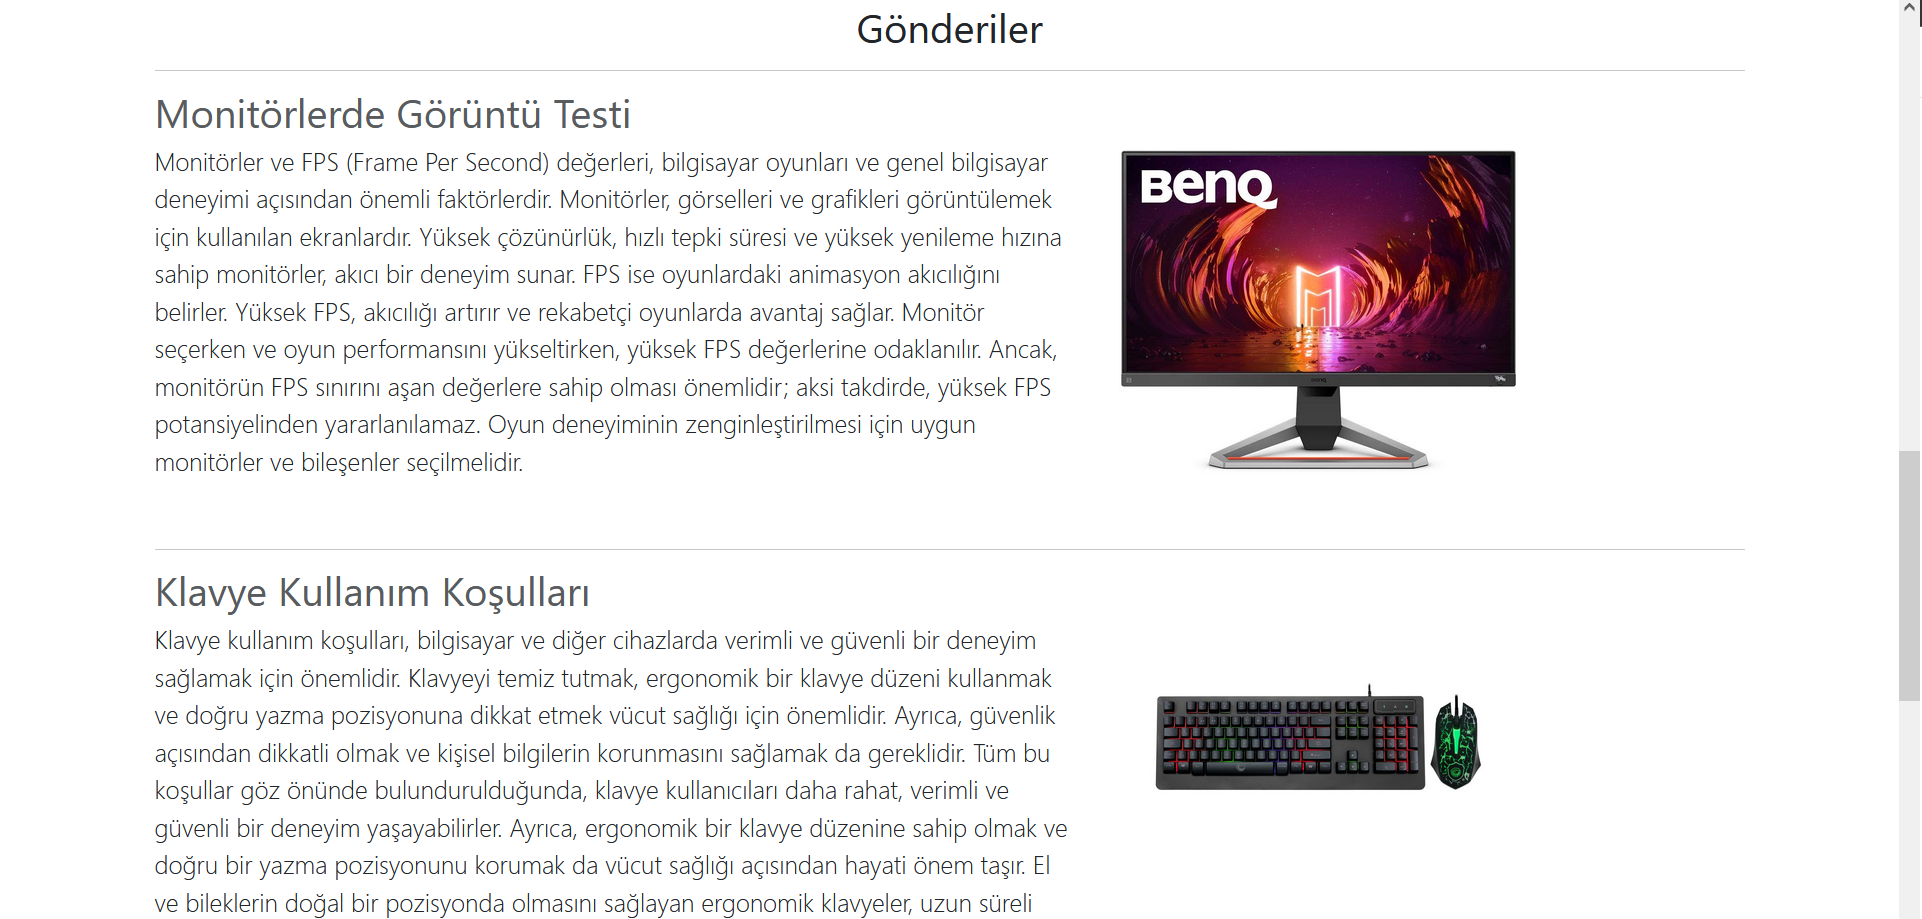 Gönderiler
Monitörlerde Görüntü Testi
Monitörler ve FPS (Frame Per Second) değerleri, bilgisayar oyunları ve genel bilgisayar
deneyimi açısından önemli faktörlerdir. Monitörler, görselleri ve grafikleri görüntülemek
için kullanılan ekranlardır. Yüksek çözünürlük, hızlı tepki süresi ve yüksek yenileme hızına
sahip monitörler, akıcı bir deneyim sunar. FPS ise oyunlardaki animasyon akıcılığını
belirler. Yüksek FPS, akıcılığı artırır ve rekabetçi oyunlarda avantaj sağlar. Monitör
seçerken ve oyun performansını yükseltirken, yüksek FPS değerlerine odaklanılır. Ancak,
monitörün FPS sınırını aşan değerlere sahip olması önemlidir; aksi takdirde, yüksek FPS
potansiyelinden yararlanılamaz. Oyun deneyiminin zenginleştirilmesi için uygun
monitörler ve bileşenler seçilmelidir.
BenQ
BenQ
Klavye Kullanım Koşulları
Klavye kullanım koşulları, bilgisayar ve diğer cihazlarda verimli ve güvenli bir deneyim
sağlamak için önemlidir. Klavyeyi temiz tutmak, ergonomik bir klavye düzeni kullanmak
ve doğru yazma pozisyonuna dikkat etmek vücut sağlığı için önemlidir. Ayrıca, güvenlik
açısından dikkatli olmak ve kişisel bilgilerin korunmasını sağlamak da gereklidir. Tüm bu
koşullar göz önünde bulundurulduğunda, klavye kullanıcıları daha rahat, verimli ve
güvenli bir deneyim yaşayabilirler. Ayrıca, ergonomik bir klavye düzenine sahip olmak ve
doğru bir yazma pozisyonunu korumak da vücut sağlığı açısından hayati önem taşır. El
ve bileklerin doğal bir pozisyonda olmasını sağlayan ergonomik klavyeler, uzun süreli